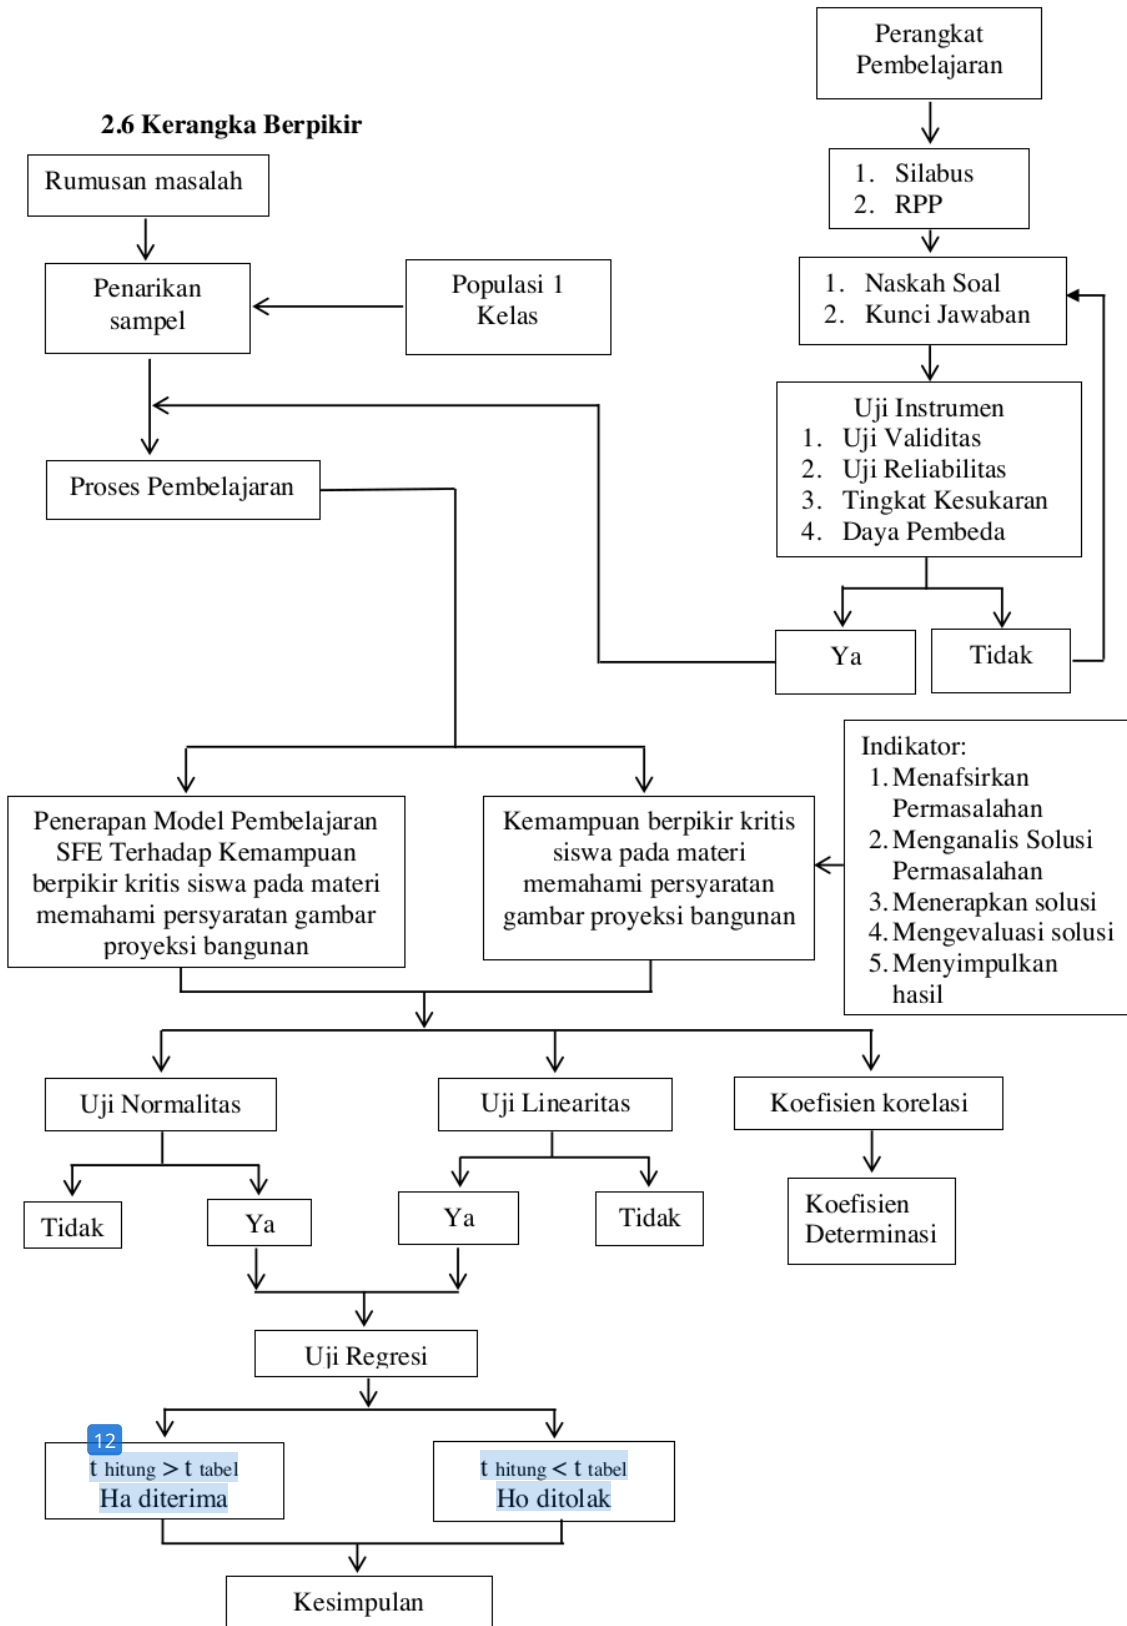 Perangkat
Pembelajaran
2.6 Kerangka Berpikir
Rumusan masalah
1. Silabus
2. RPP
Penarikan
sampel
Populasi 1
Kelas
1. Naskah Soal
2. Kunci Jawaban
Uji Instrumen
1. Uji Validitas
2. Uji Reliabilitas
3. Tingkat Kesukaran
4. Daya Pembeda
Proses Pembelajaran
Ya
Tidak
Penerapan Model Pembelajaran
SFE Terhadap Kemampuan
berpikir kritis siswa pada materi
memahami persyaratan gambar
proyeksi bangunan
Kemampuan berpikir kritis
siswa pada materi
memahami persyaratan
gambar proyeksi bangunan
Indikator:
1. Menafsirkan
Permasalahan
2. Menganalis Solusi
Permasalahan
3. Menerapkan solusi
4. Mengevaluasi solusi
5. Menyimpulkan
hasil
Uji Normalitas
Uji Linearitas
Koefisien korelasi
Tidak
Ya
Ya
Tidak
Koefisien
Determinasi
Uji Regresi
12
t hitung > t tabel
Ha diterima
t hitung < t tabel
Ho ditolak
Kesimpulan